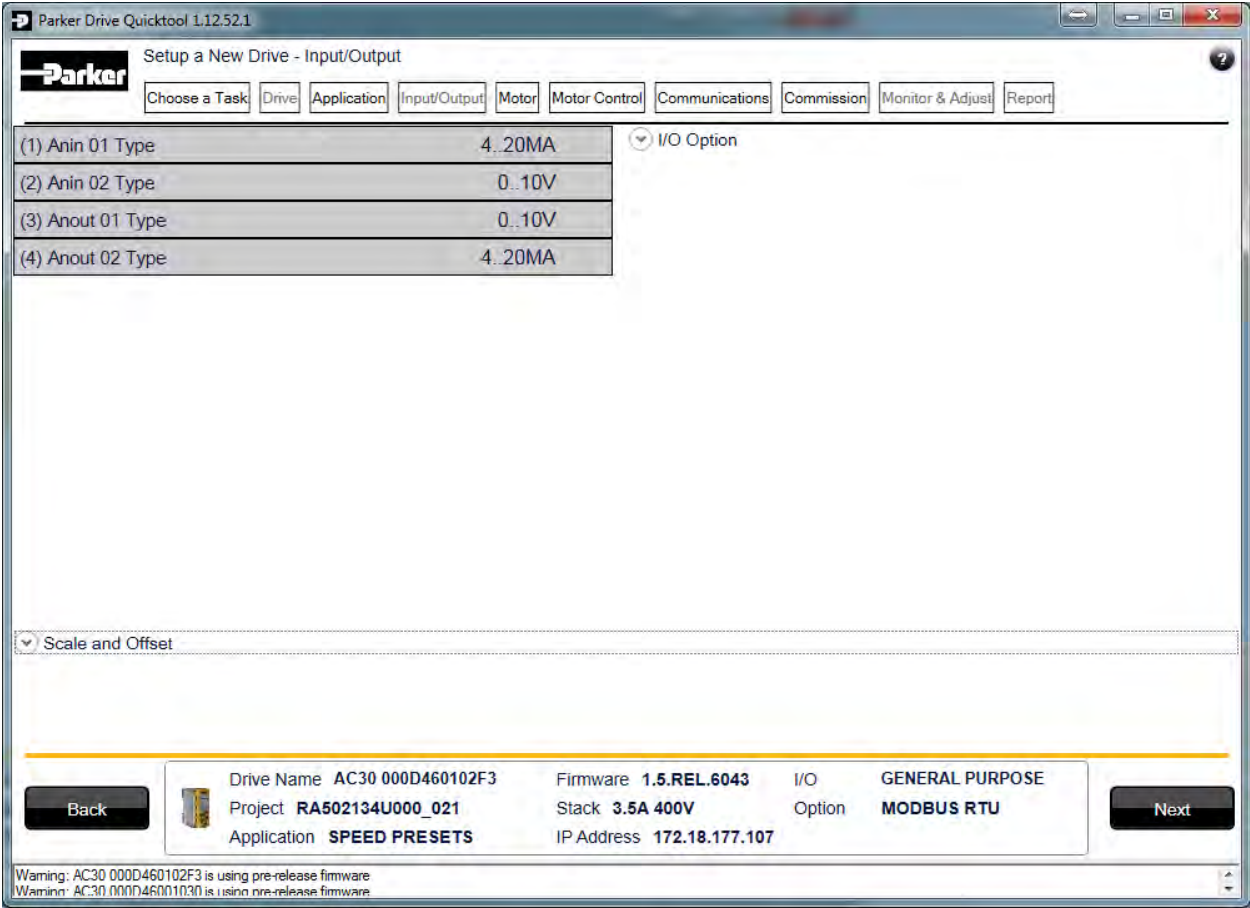 Parker Drive Quicktool 1.12.52.1
Parker
Setup a New Drive - Input/Output
Choose a Task Drive Application Input/Output Motor Motor Control Communications Commission Monitor & Adjust Report
(1) Anin 01 Type 4..20MA
(2) Anin 02 Type 0..10V
(3) Anout 01 Type 0..10V
(4) Anout 02 Type 4..20MA
I/O Option
Scale and Offset
Back
Drive Name AC30 000D460102F3 Firmware 1.5.REL.6043 I/O GENERAL PURPOSE
Project RA502134U000_021 Stack 3.5A 400V Option MODBUS RTU
Application SPEED PRESETS IP Address 172.18.177.107
Next
Warning: AC30 000D460102F3 is using pre-release firmware
Warning: AC30 000D46001030 is using pre-release firmware